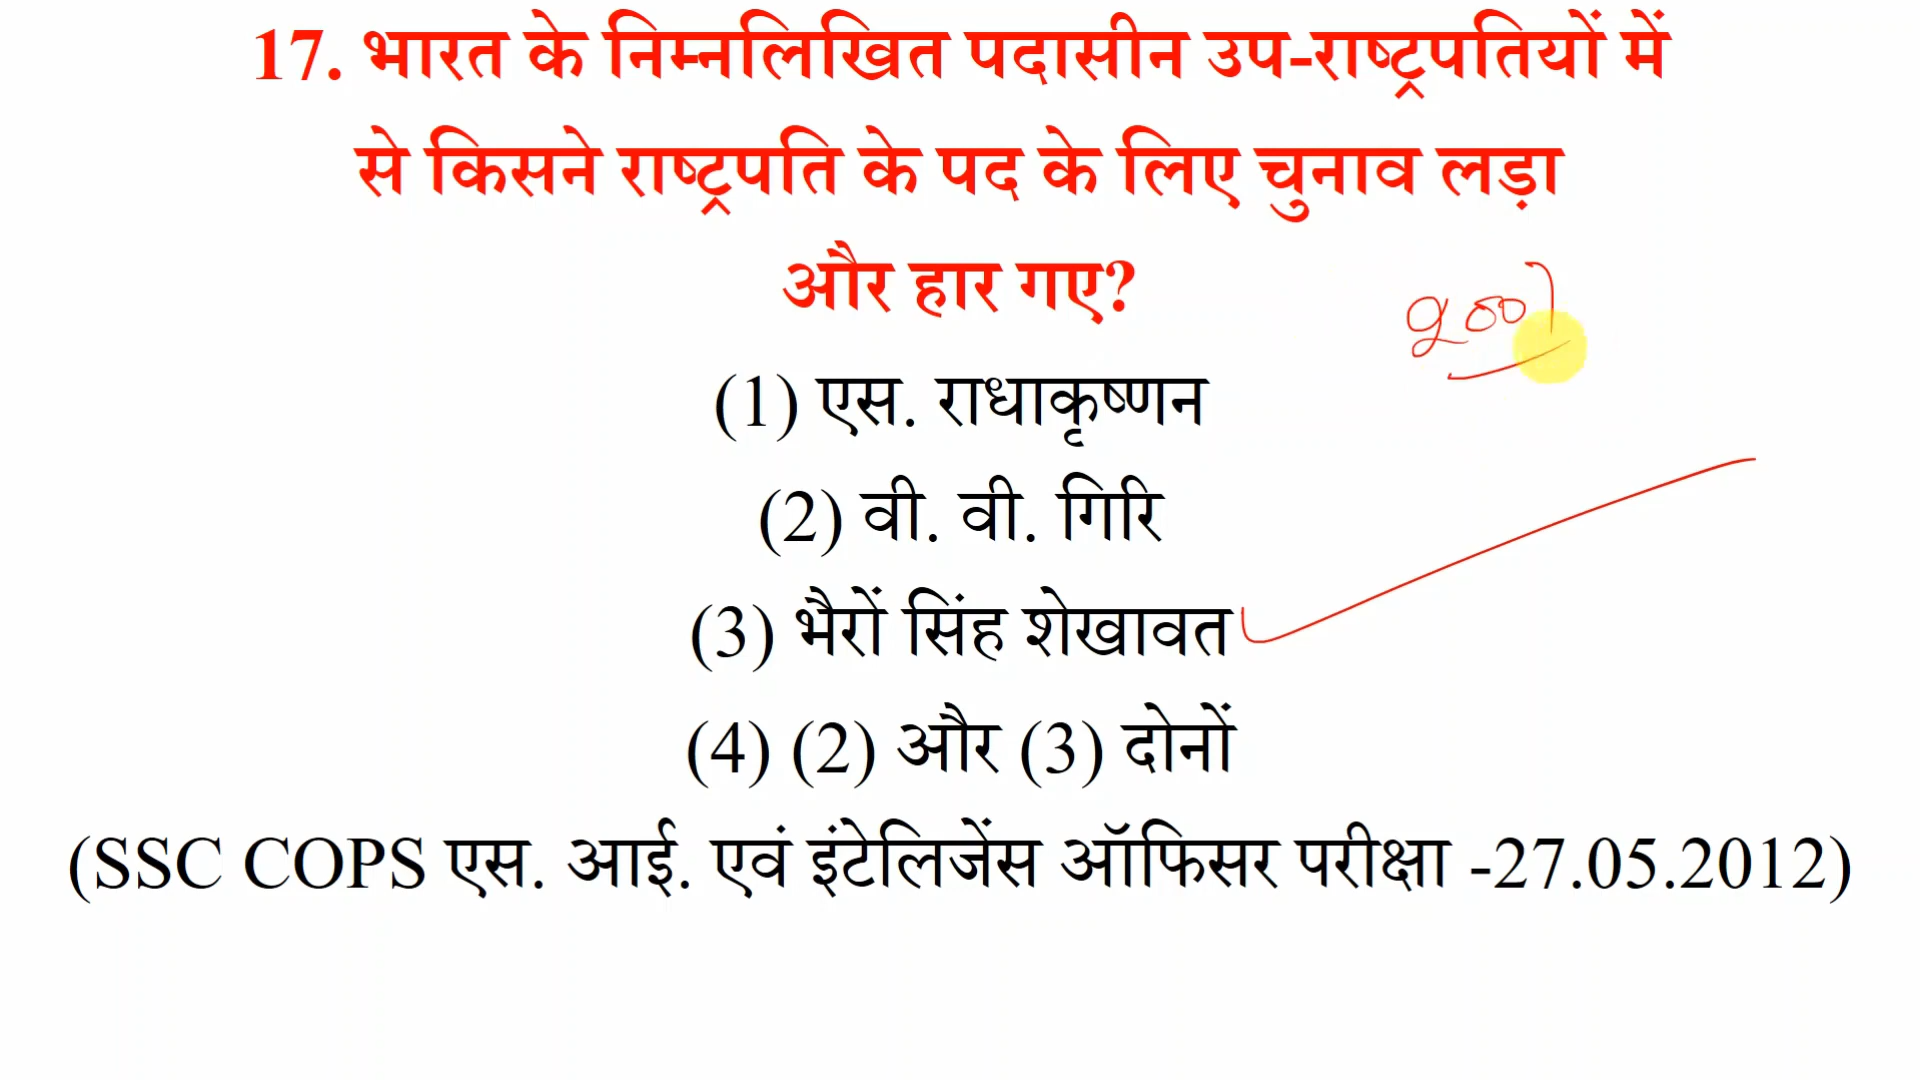 17. भारत के निम्नलिखित पदासीन उप-राष्ट्रपतियों में
से किसने राष्ट्रपति के पद के लिए चुनाव लड़ा
और हार गए?
(1) एस. राधाकृष्णन
(2) वी. वी. गिरि
(3) भैरों सिंह शेखावत
(4) (2) और (3) दोनों
(SSC COPS एस. आई. एवं इंटेलिजेंस ऑफिसर परीक्षा -27.05.2012)